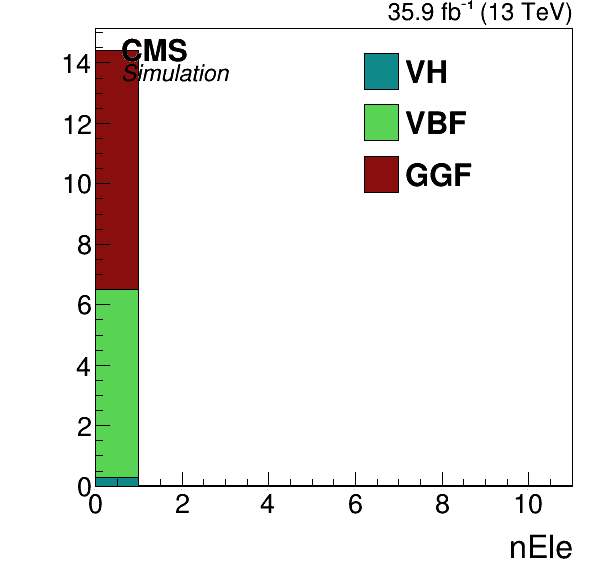 35.9 fb⁻¹ (13 TeV)
CMS
Simulation
VH
VBF
GGF
14
12
10
8
6
4
2
0
0 2 4 6 8 10
nEle